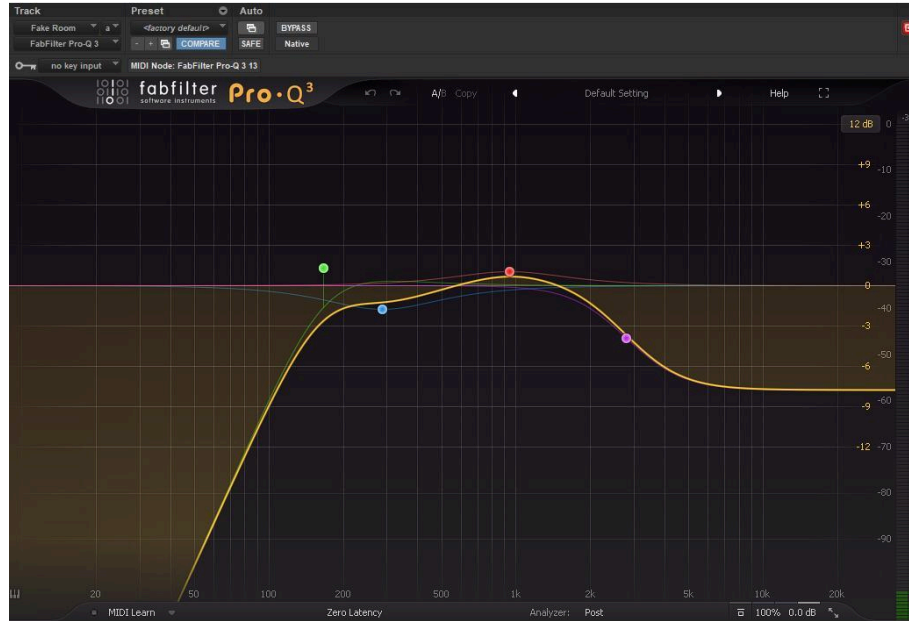 Track Preset Auto
Fake Room a <factory default> BYPASS
FabFilter Pro-Q 3 - + COMPARE SAFE Native
no key input MIDI Node: FabFilter Pro-Q 3 13
fabfilter Pro·Q3
software instruments
A/B Copy Default Setting Help
12 dB 0
+9 -10
+6 -20
+3 -30
0 -40
-3 -50
-6 -60
-9
-12 -70
-80
-90
20 50 100 200 500 1k 2k 5k 10k 20k
MIDI Learn Zero Latency Analyzer: Post 100% 0.0 dB